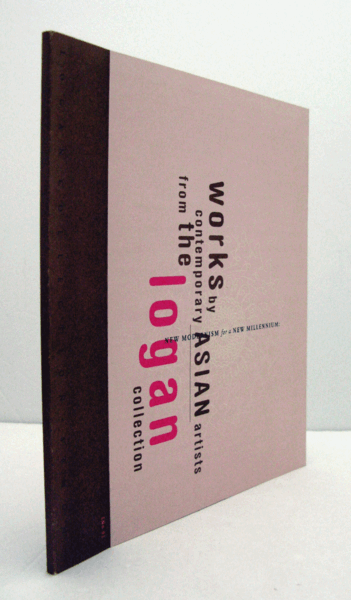 NEW MODERNISM for a NEW MILLENNIUM:
works by
contemporary ASIAN artists
from the
logan
collection